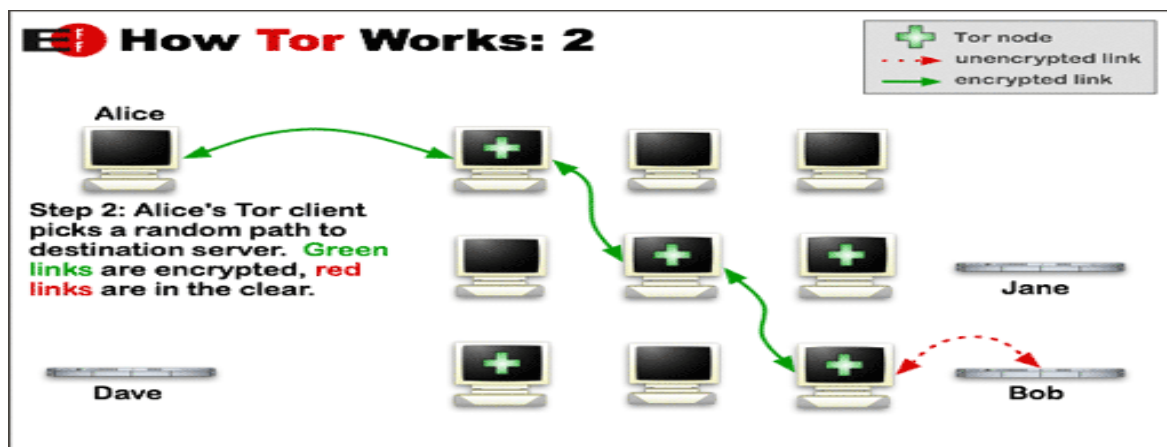 EFF How Tor Works: 2
Tor node
unencrypted link
encrypted link
Alice
Step 2: Alice's Tor client
picks a random path to
destination server. Green
links are encrypted, red
links are in the clear.
Jane
Dave
Bob